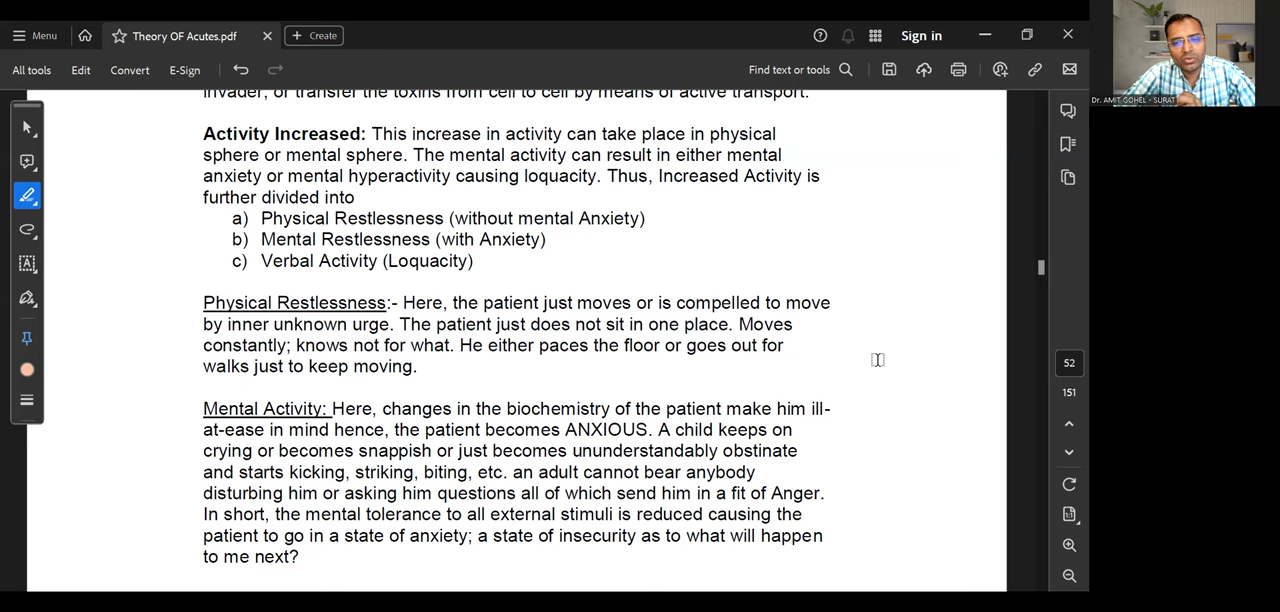 Menu
Theory OF Acutes.pdf
Create
Sign in
All tools
Edit
Convert
E-Sign
Find text or tools
Dr. AMIT GOHEL - SURAT
invader, or transfer the toxins from cell to cell by means of active transport.
Activity Increased: This increase in activity can take place in physical
sphere or mental sphere. The mental activity can result in either mental
anxiety or mental hyperactivity causing loquacity. Thus, Increased Activity is
further divided into
a) Physical Restlessness (without mental Anxiety)
b) Mental Restlessness (with Anxiety)
c) Verbal Activity (Loquacity)
Physical Restlessness:- Here, the patient just moves or is compelled to move
by inner unknown urge. The patient just does not sit in one place. Moves
constantly; knows not for what. He either paces the floor or goes out for
walks just to keep moving.
Mental Activity: Here, changes in the biochemistry of the patient make him ill-
at-ease in mind hence, the patient becomes ANXIOUS. A child keeps on
crying or becomes snappish or just becomes ununderstandably obstinate
and starts kicking, striking, biting, etc. an adult cannot bear anybody
disturbing him or asking him questions all of which send him in a fit of Anger.
In short, the mental tolerance to all external stimuli is reduced causing the
patient to go in a state of anxiety; a state of insecurity as to what will happen
to me next?
52
151